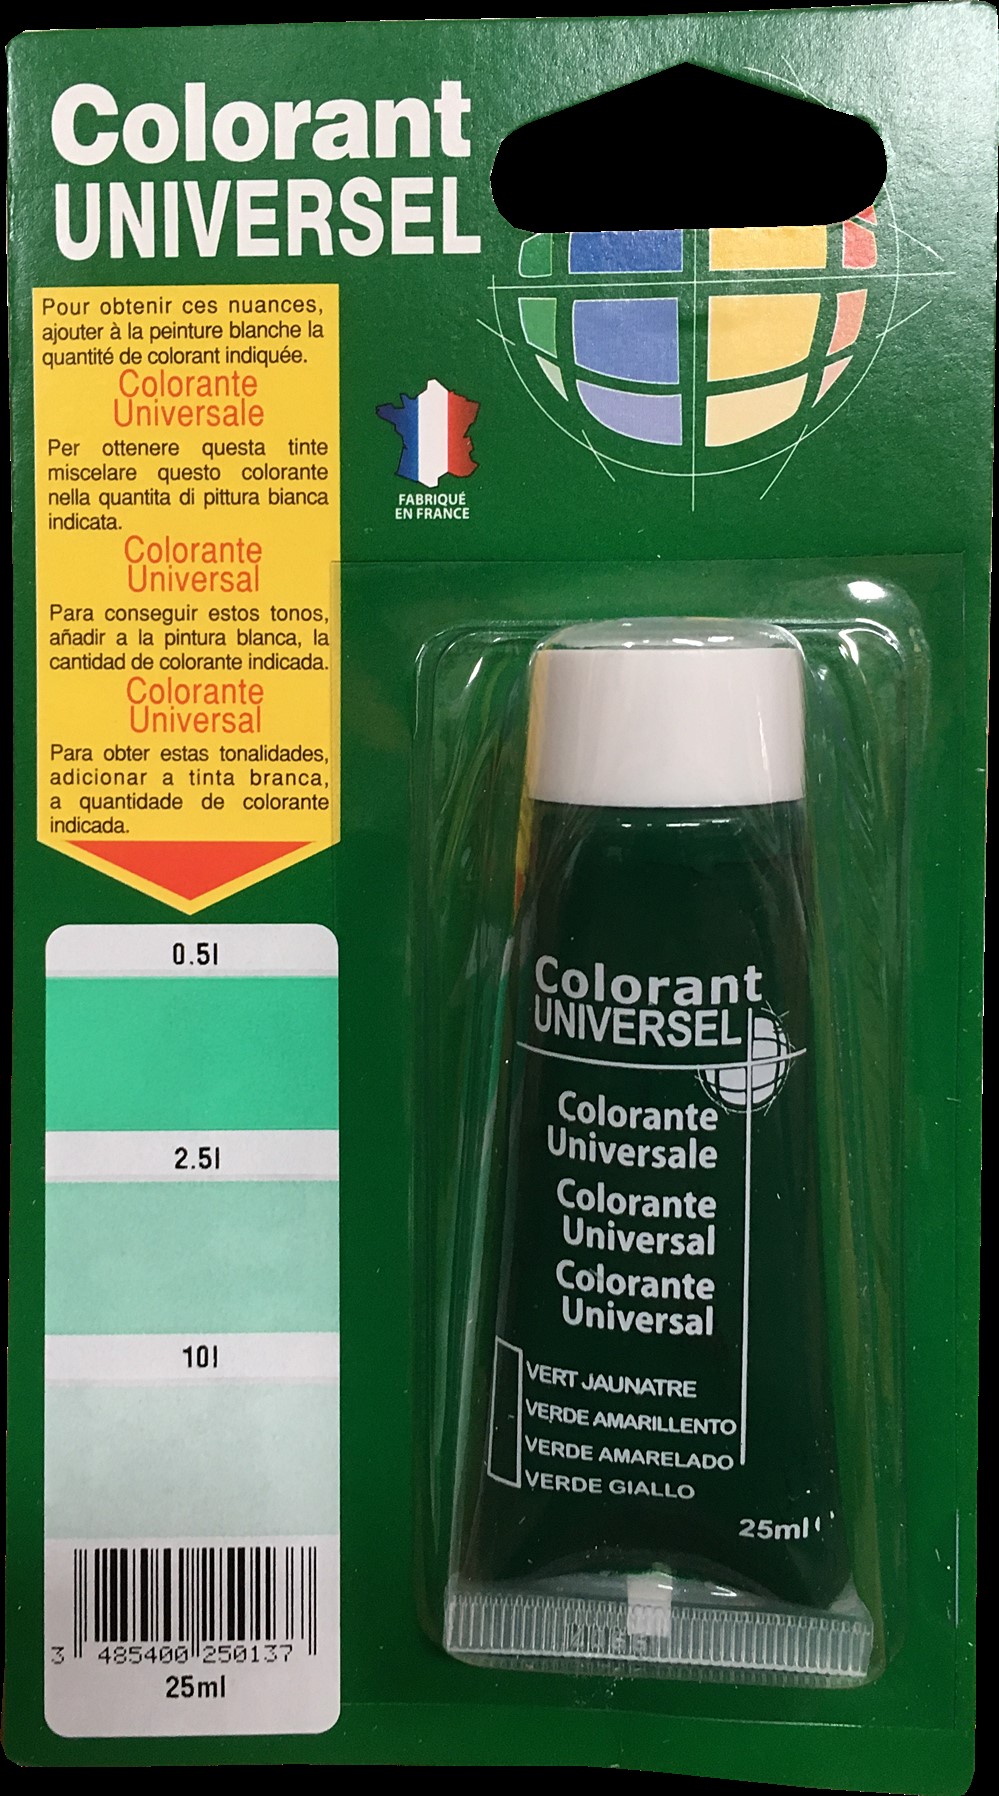 Colorant
UNIVERSEL
Pour obtenir ces nuances,
ajouter à la peinture blanche la
quantité de colorant indiquée.
Colorante
Universale
Per ottenere questa tinte
miscelare questo colorante
nella quantita di pittura bianca
indicata.
Colorante
Universal
Para conseguir estos tonos,
añadir a la pintura blanca, la
cantidad de colorante indicada.
Colorante
Universal
Para obter estas tonalidades,
adicionar a tinta branca,
a quantidade de colorante
indicada.
FABRIQUÉ
EN FRANCE
0.5l
2.5l
10l
3 485400 250137
25ml
Colorant
UNIVERSEL
Colorante
Universale
Colorante
Universal
Colorante
Universal
VERT JAUNATRE
VERDE AMARILLENTO
VERDE AMARELADO
VERDE GIALLO
25ml